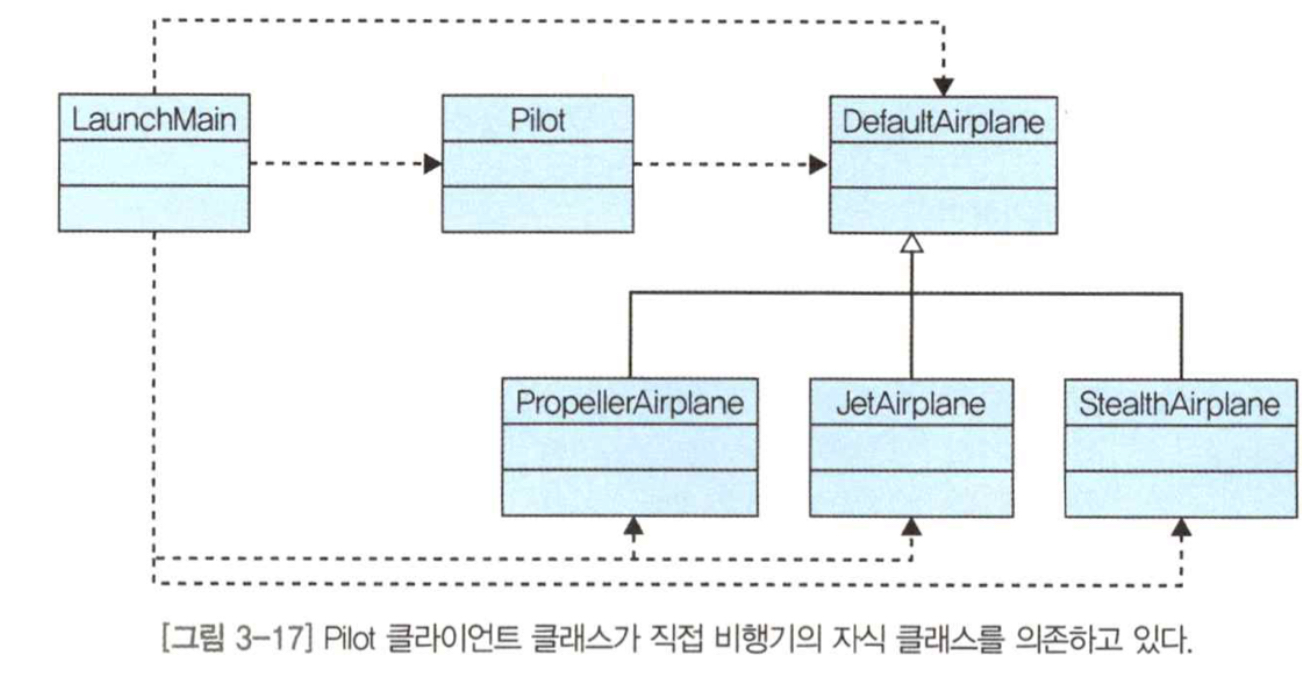 LaunchMain
Pilot
DefaultAirplane
PropellerAirplane
JetAirplane
StealthAirplane
[그림 3-17] Pilot 클라이언트 클래스가 직접 비행기의 자식 클래스를 의존하고 있다.